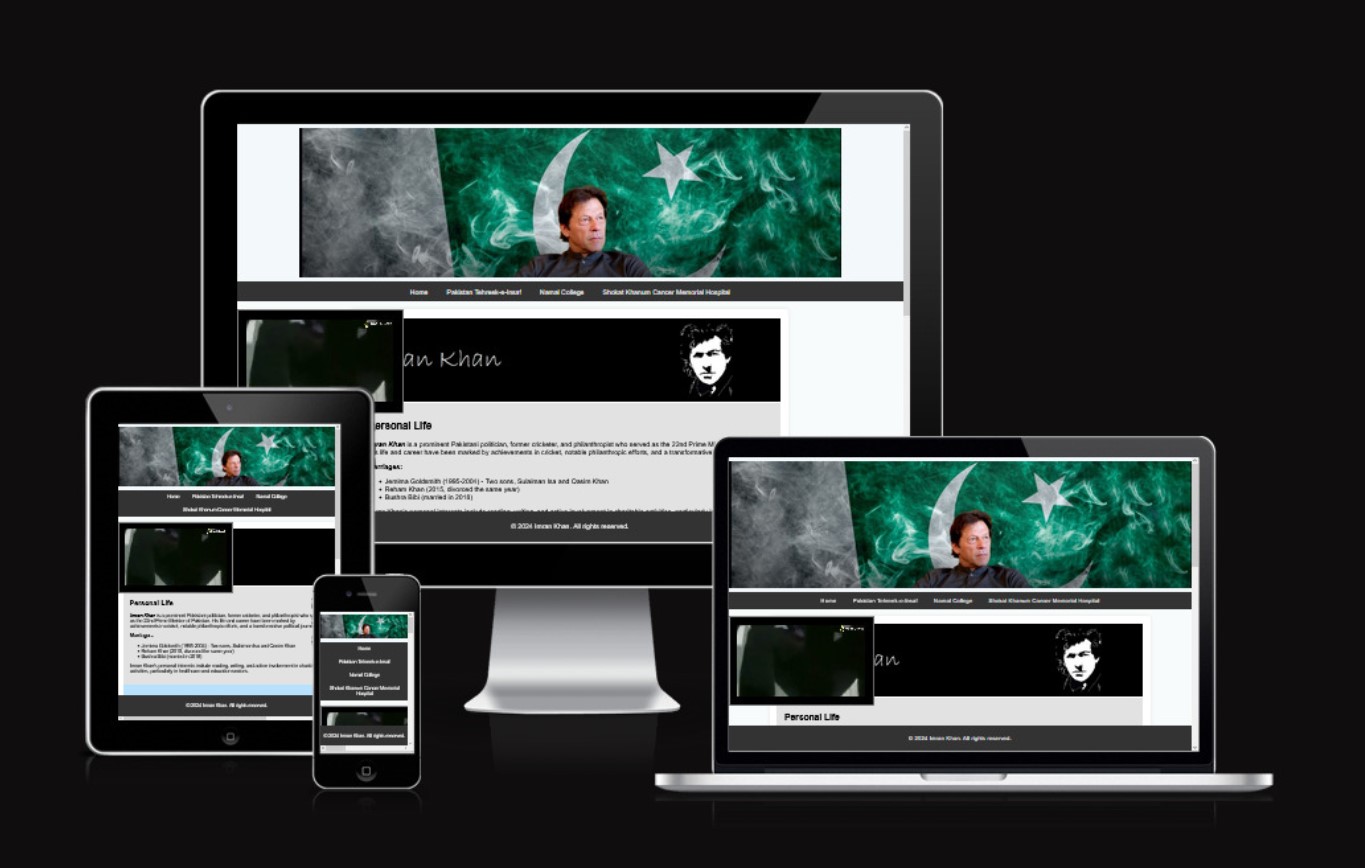 Home Pakistan Tehreek-e-Insaf Namal College Shokat Khanum Cancer Memorial Hospital
an Khan
ersonal Life
ran Khan is a prominent Pakistani politician, former cricketer, and philanthropist who served as the 22nd Prime M
life and career have been marked by achievements in cricket, notable philanthropic efforts, and a transformative
arriages:
Jemima Goldsmith (1995-2004) - Two sons, Sulaiman Isa and Qasim Khan
Reham Khan (2015, divorced the same year)
Bushra Bibi (married in 2018)
© 2024 Imran Khan. All rights reserved.
Home Pakistan Tehreek-e-Insaf Namal College
Shokat Khanum Cancer Memorial Hospital
Personal Life
Imran Khan is a prominent Pakistani politician, former cricketer, and philanthropist who
as the 22nd Prime Minister of Pakistan. His life and career have been marked by
achievements in cricket, notable philanthropic efforts, and a transformative political journ
Marriages:
Jemima Goldsmith (1995-2004) - Two sons, Sulaiman Isa and Qasim Khan
Reham Khan (2015, divorced the same year)
Bushra Bibi (married in 2018)
Imran Khan's personal interests include reading, writing, and active involvement in
activities, particularly in healthcare and education sectors.
© 2024 Imran Khan. All rights reserved.
Home
Pakistan Tehreek-e-Insaf
Namal College
Shokat Khanum Cancer Memorial
Hospital
© 2024 Imran Khan. All rights reserved.
Home Pakistan Tehreek-e-Insaf Namal College Shokat Khanum Cancer Memorial Hospital
an
Personal Life
© 2024 Imran Khan. All rights reserved.